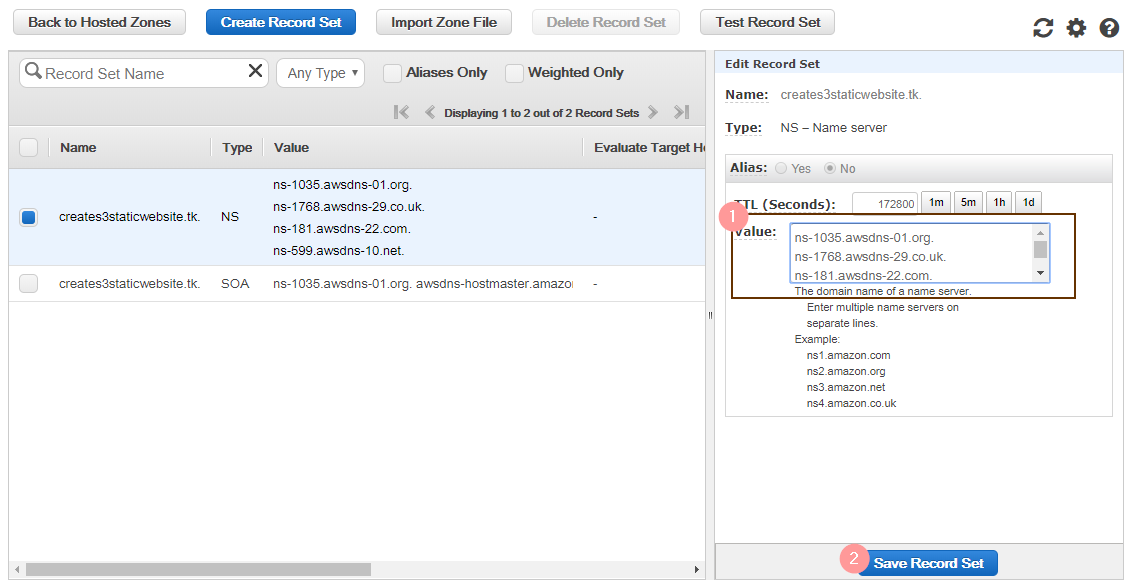 Back to Hosted Zones Create Record Set Import Zone File Delete Record Set Test Record Set
Record Set Name Any Type Aliases Only Weighted Only
Displaying 1 to 2 out of 2 Record Sets
Name Type Value Evaluate Target He
creates3staticwebsite.tk. NS ns-1035.awsdns-01.org.
ns-1768.awsdns-29.co.uk.
ns-181.awsdns-22.com.
ns-599.awsdns-10.net.
-
creates3staticwebsite.tk. SOA ns-1035.awsdns-01.org. awsdns-hostmaster.amazon -
Edit Record Set
Name: creates3staticwebsite.tk.
Type: NS – Name server
Alias: Yes No
TTL (Seconds): 172800 1m 5m 1h 1d
1
Value: ns-1035.awsdns-01.org.
ns-1768.awsdns-29.co.uk.
ns-181.awsdns-22.com.
The domain name of a name server.
Enter multiple name servers on
separate lines.
Example:
ns1.amazon.com
ns2.amazon.org
ns3.amazon.net
ns4.amazon.co.uk
2 Save Record Set